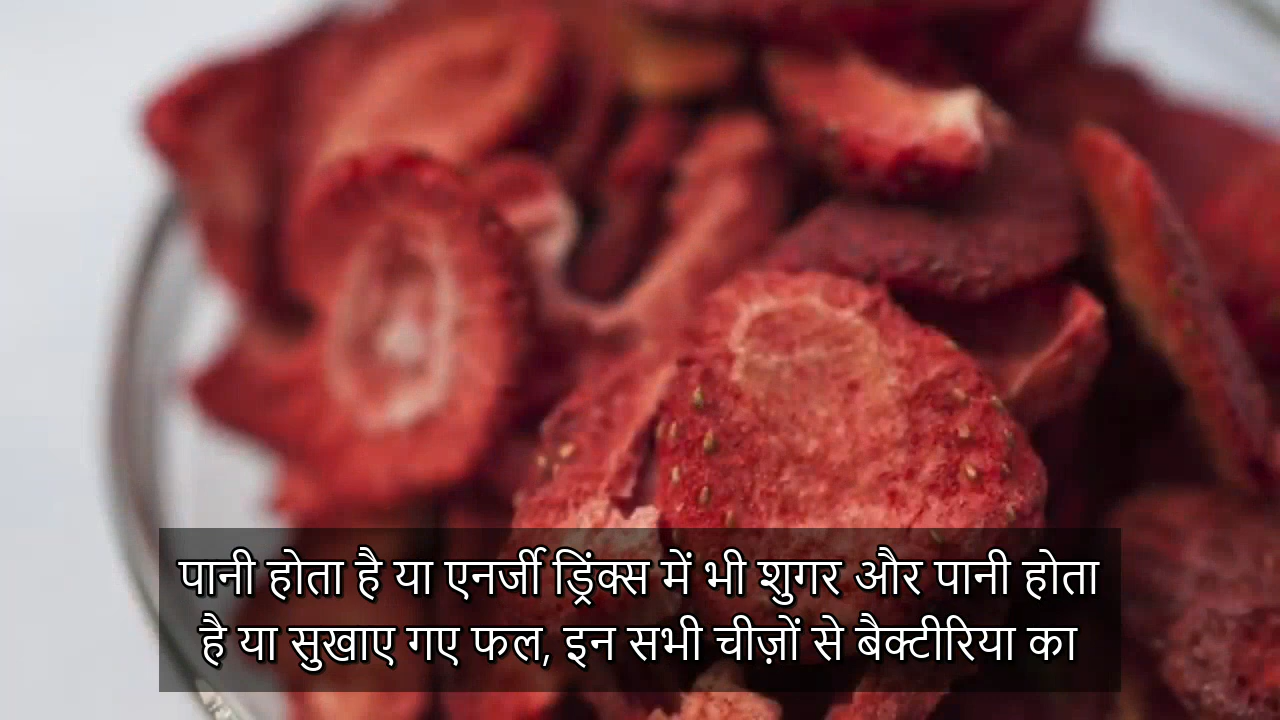 पानी होता है या एनर्जी ड्रिंक्स में भी शुगर और पानी होता
है या सुखाए गए फल, इन सभी चीज़ों से बैक्टीरिया का